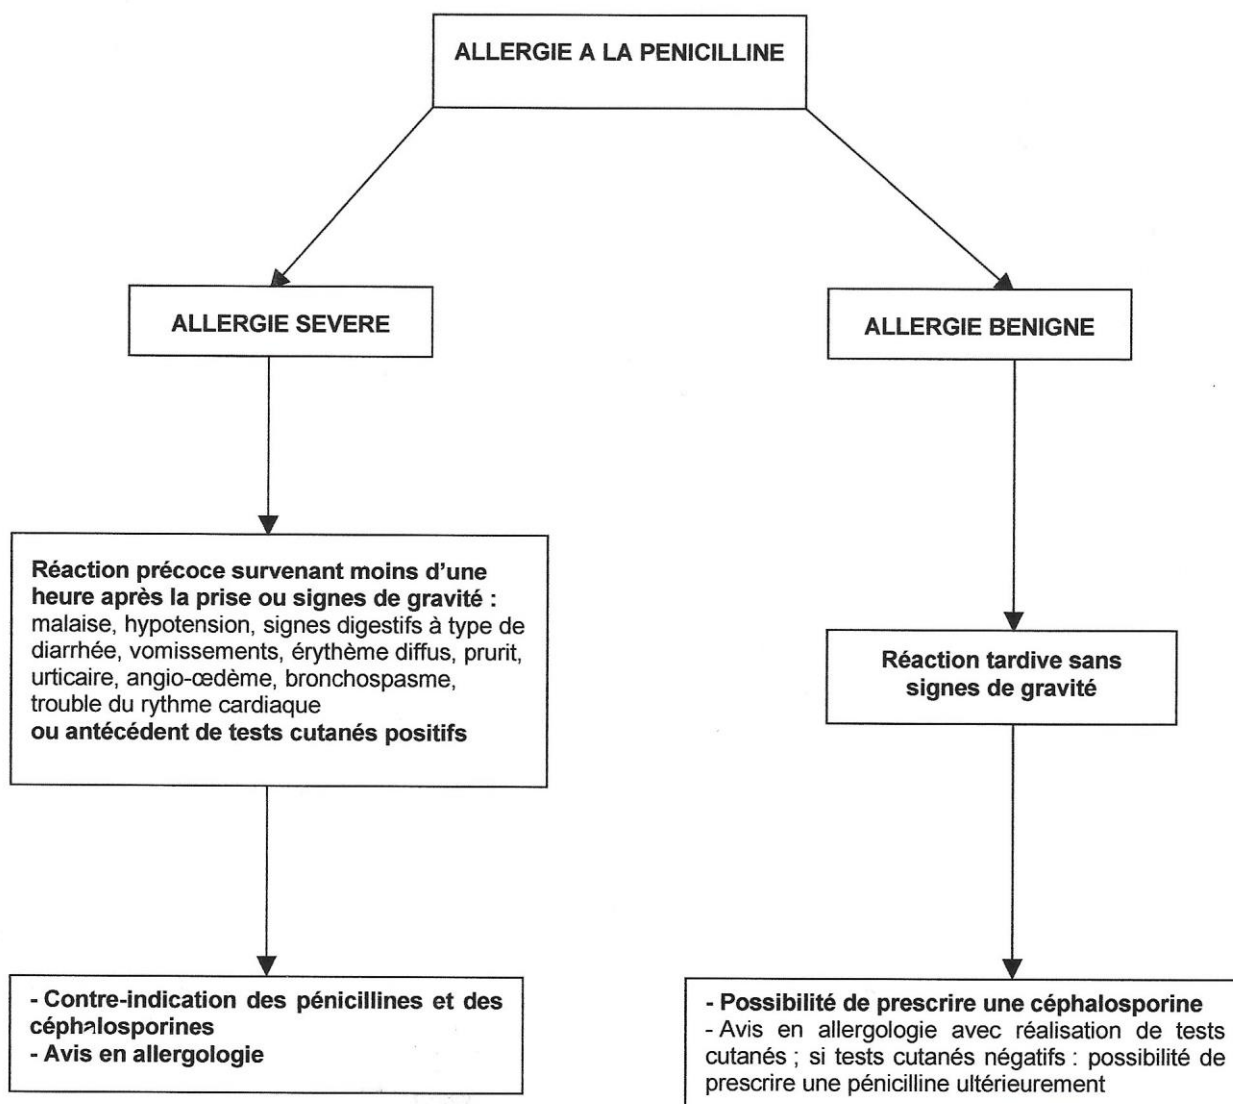 ALLERGIE A LA PENICILLINE
ALLERGIE SEVERE
ALLERGIE BENIGNE
Réaction précoce survenant moins d'une
heure après la prise ou signes de gravité :
malaise, hypotension, signes digestifs à type de
diarrhée, vomissements, érythème diffus, prurit,
urticaire, angio-œdème, bronchospasme,
trouble du rythme cardiaque
ou antécédent de tests cutanés positifs
Réaction tardive sans
signes de gravité
- Contre-indication des pénicillines et des
céphalosporines
- Avis en allergologie
- Possibilité de prescrire une céphalosporine
- Avis en allergologie avec réalisation de tests
cutanés ; si tests cutanés négatifs : possibilité de
prescrire une pénicilline ultérieurement